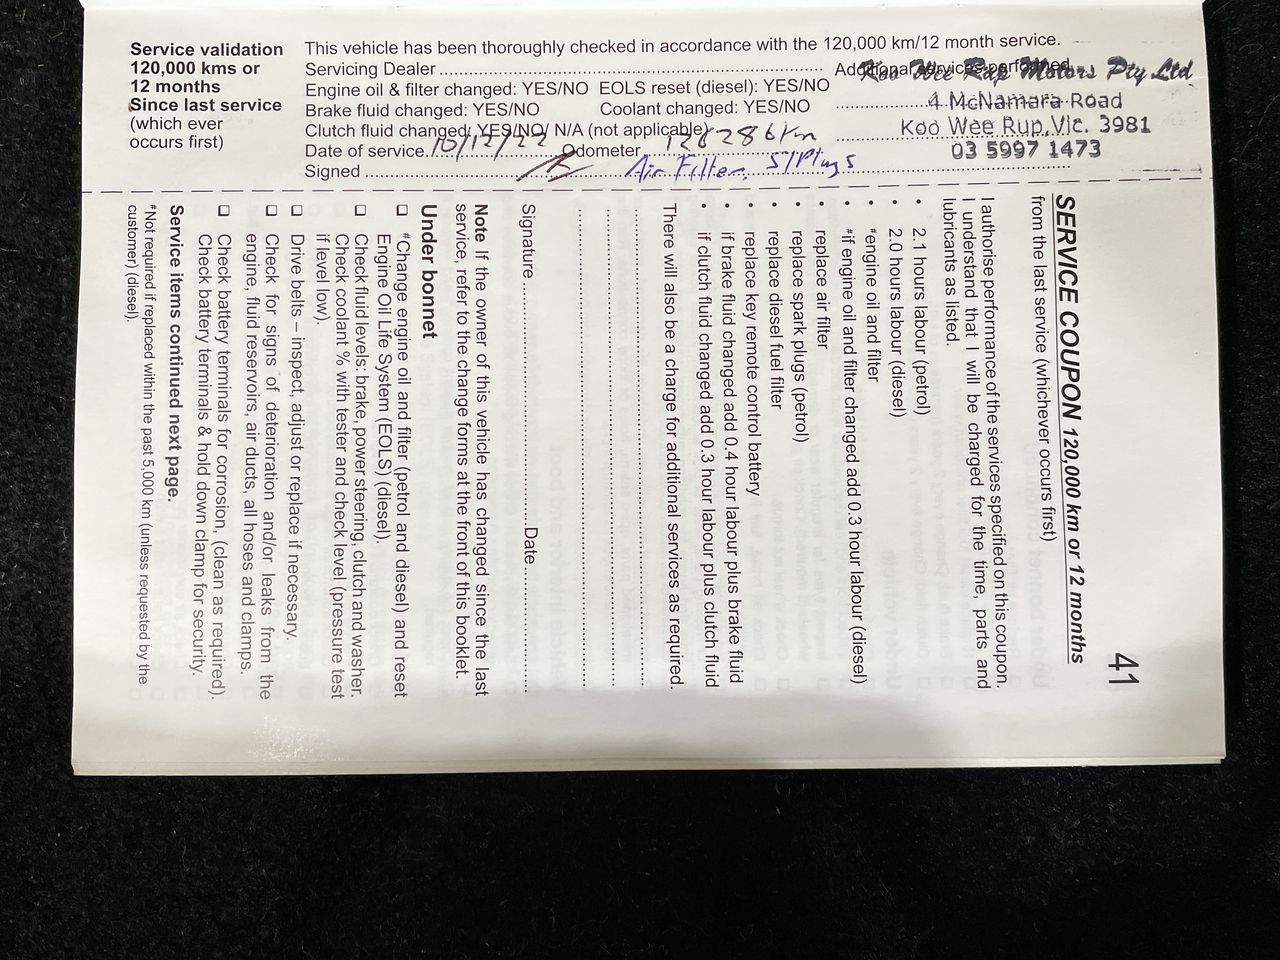 Service validation
120,000 kms or
12 months
Since last service
(which ever
occurs first)
This vehicle has been thoroughly checked in accordance with the 120,000 km/12 month service.
Servicing Dealer Additional services performed
Engine oil & filter changed: YES/NO EOLS reset (diesel): YES/NO
Brake fluid changed: YES/NO Coolant changed: YES/NO
Clutch fluid changed: YES/NO/ N/A (not applicable)
Date of service 10/12/22 Odometer 128286km
Signed
Air Filter. S/Plugs
Koo Wee Rup Motors Pty Ltd
4 McNamara Road
Koo Wee Rup.Vic. 3981
03 5997 1473
41
SERVICE COUPON 120,000 km or 12 months
from the last service (whichever occurs first)
I authorise performance of the services specified on this coupon.
I understand that I will be charged for the time, parts and
lubricants as listed.
• 2.1 hours labour (petrol)
• 2.0 hours labour (diesel)
• #engine oil and filter
• #if engine oil and filter changed add 0.3 hour labour (diesel)
• replace air filter
• replace spark plugs (petrol)
• replace diesel fuel filter
• replace key remote control battery
• if brake fluid changed add 0.4 hour labour plus brake fluid
• if clutch fluid changed add 0.3 hour labour plus clutch fluid
There will also be a charge for additional services as required.
Signature Date
Note If the owner of this vehicle has changed since the last
service, refer to the change forms at the front of this booklet.
Under bonnet
☐ #Change engine oil and filter (petrol and diesel) and reset
Engine Oil Life System (EOLS) (diesel).
☐ Check fluid levels: brake, power steering, clutch and washer.
Check coolant % with tester and check level (pressure test
if level low).
☐ Drive belts – inspect, adjust or replace if necessary.
☐ Check for signs of deterioration and/or leaks from the
engine, fluid reservoirs, air ducts, all hoses and clamps.
☐ Check battery terminals for corrosion, (clean as required).
Check battery terminals & hold down clamp for security.
Service items continued next page.
#Not required if replaced within the past 5,000 km (unless requested by the
customer) (diesel).